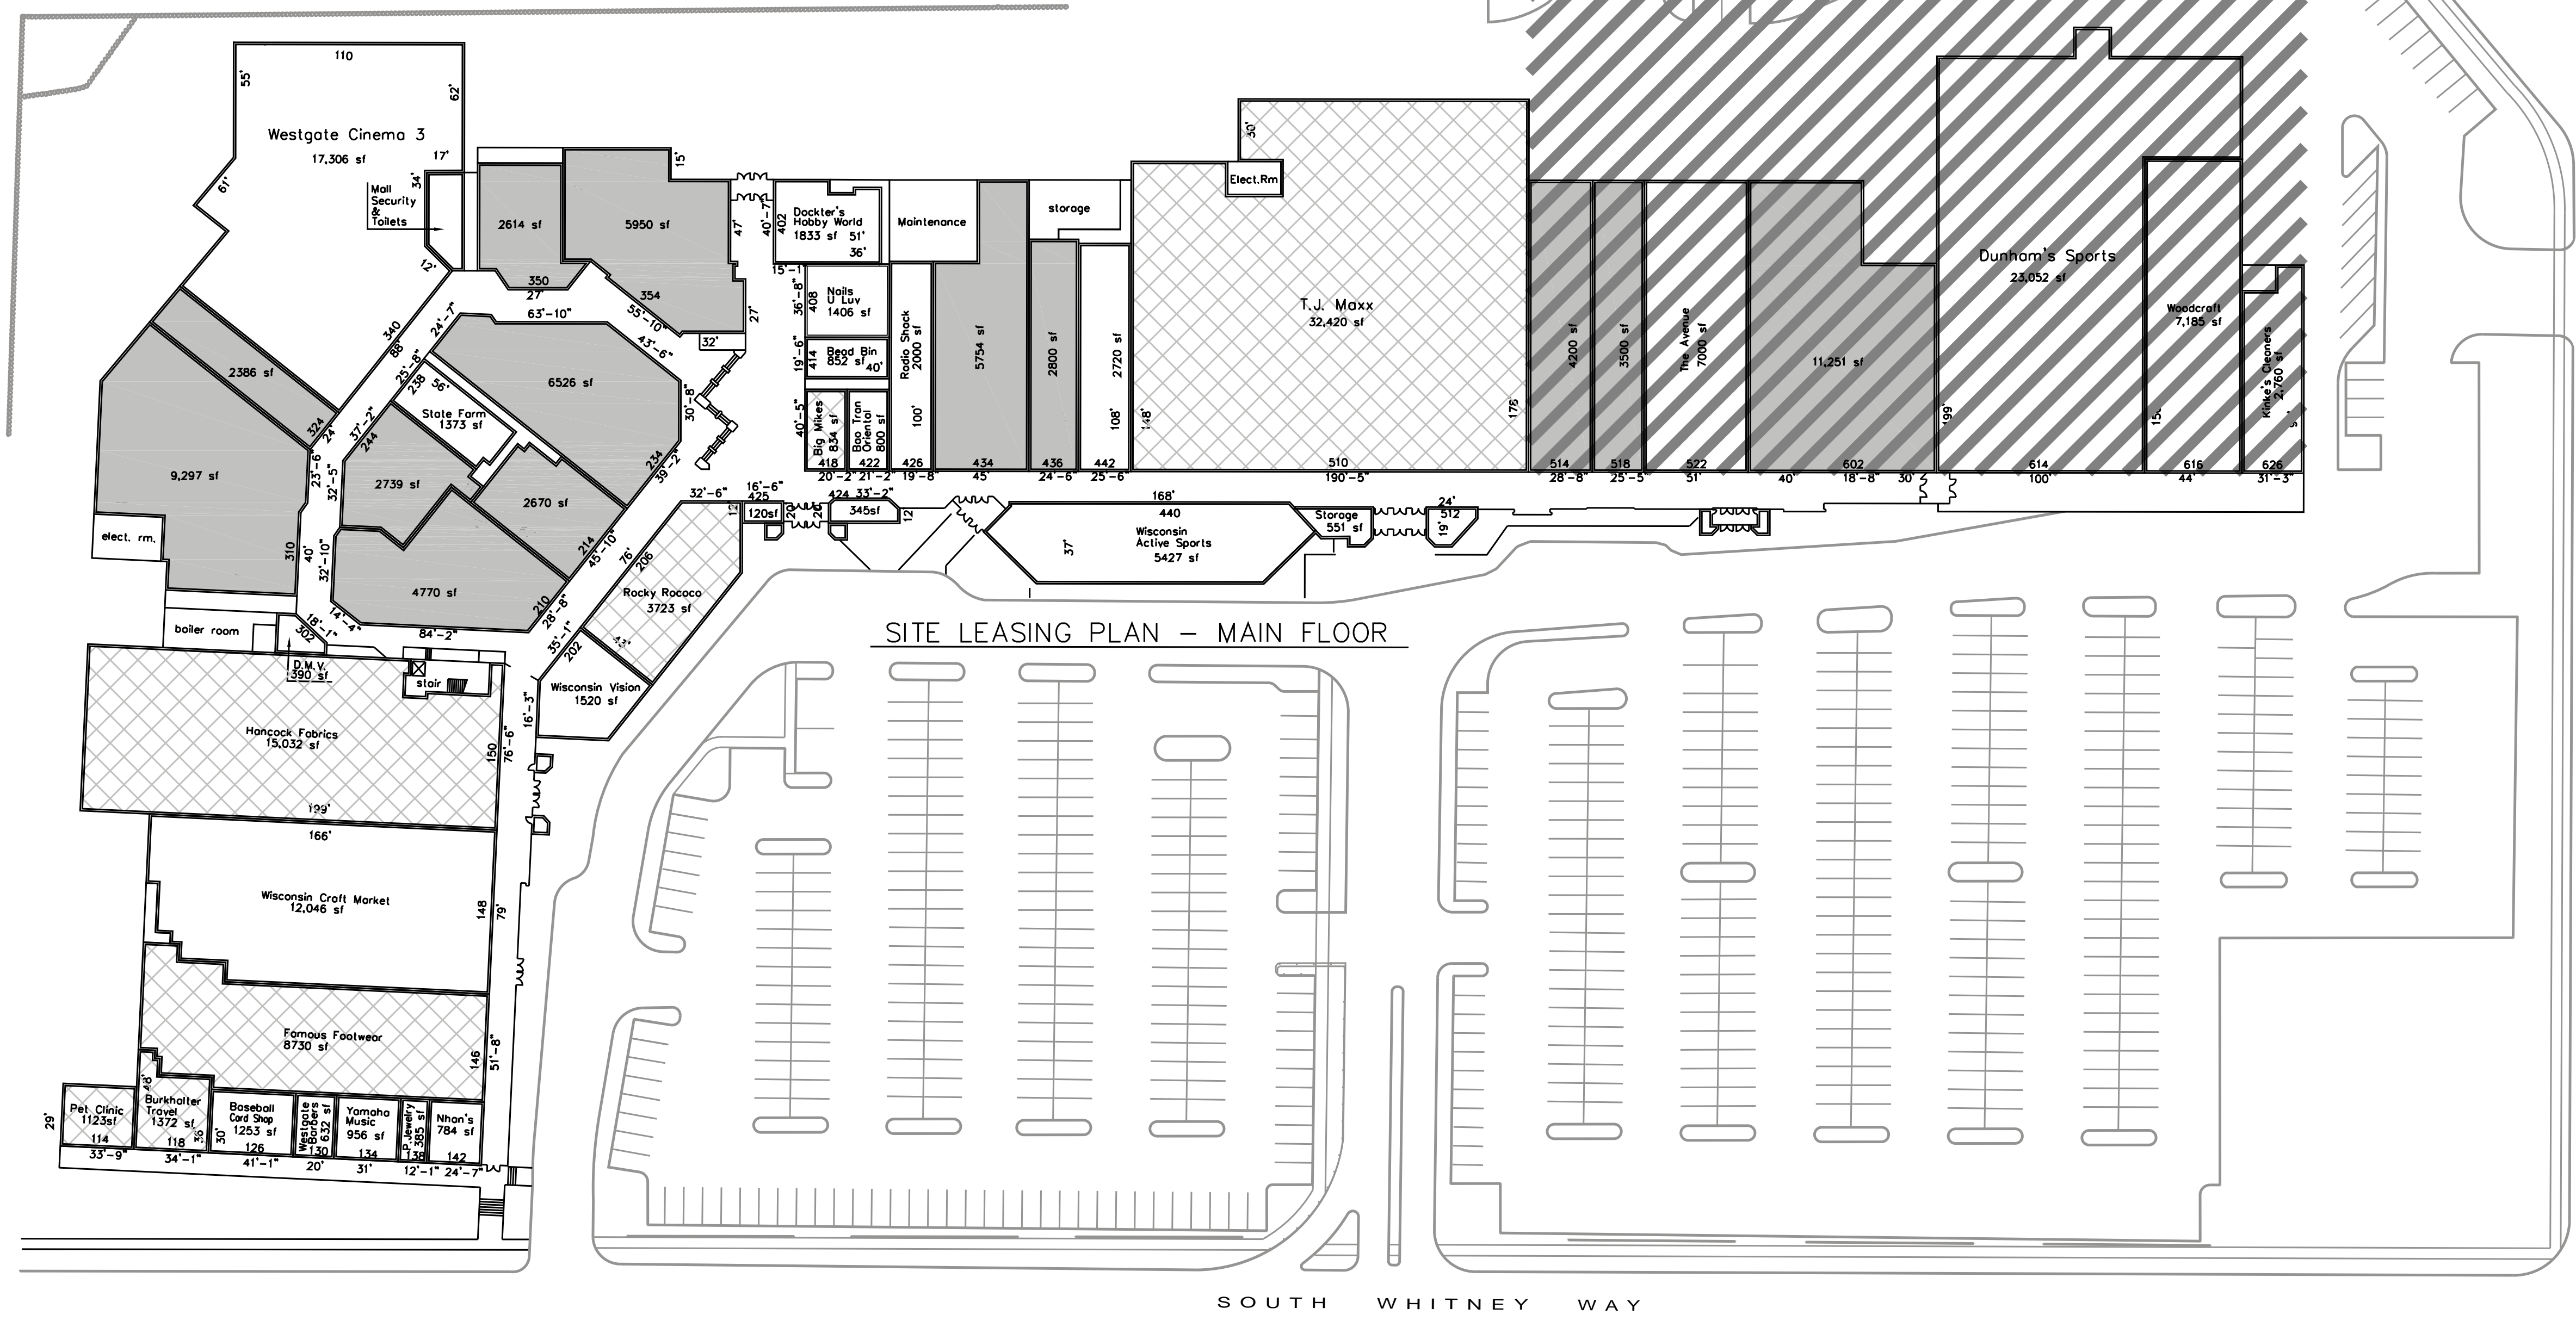 110
55'
62'
Westgate Cinema 3
17,306 sf
17'
34'
61'
Mall
Security
&
Toilets
12'
340
88'
2614 sf
350
27'
5950 sf
15'
47'
354
55'-10"
27'
32'
40'-7"
402
Dockter's
Hobby World
1833 sf
51'
36'
15'-1"
36'-8"
408
Nails
U Luv
1406 sf
19'-6"
414
Bead Bin
852 sf
40'
40'-5"
Big Mikes
834 sf
418
20'-2"
Bao Tran
Oriental
800 sf
422
21'-2"
Maintenance
Radio Shack
2000 sf
100'
426
19'-8"
5754 sf
434
45'
storage
2800 sf
436
24'-6"
2720 sf
108'
442
25'-6"
30'
Elect.Rm
T.J. Maxx
32,420 sf
148'
178
510
190'-5"
4200 sf
514
28'-8"
3500 sf
518
25'-5"
The Avenue
7000 sf
522
51'
11,251 sf
602
40'
18'-8"
30'
Dunham's Sports
23,052 sf
199'
614
100'
Woodcraft
7,185 sf
616
44'
Kinke's Cleaners
2,760 sf
626
31'-3"
2386 sf
324
24'
9,297 sf
23'-6"
310
40'
elect. rm.
boiler room
24'-7"
63'-10"
43'-6"
30'-8"
6526 sf
234
39'-2"
25'-8"
238
56'
State Farm
1373 sf
37'-2"
244
32'-5"
2739 sf
2670 sf
214
45'-10"
32'-10"
4770 sf
210
28'-8"
14'-4"
84'-2"
18'-1"
302
D.M.V.
390 sf
stair
32'-6"
12'
76'
206
Rocky Rococo
3723 sf
43'
35'-1"
202
Wisconsin Vision
1520 sf
16'-3"
16'-6"
425
120sf
20'
26'
424
33'-2"
345sf
12'
168'
440
37'
Wisconsin
Active Sports
5427 sf
Storage
551 sf
24'
512
19'
SITE LEASING PLAN – MAIN FLOOR
Hancock Fabrics
15,032 sf
199'
150
76'-6"
166'
Wisconsin Craft Market
12,046 sf
148
79'
Famous Footwear
8730 sf
146
51'-8"
29'
Pet Clinic
1123sf
114
33'-9"
48'
Burkhalter
Travel
1372 sf
118
38'
34'-1"
30'
Baseball
Card Shop
1253 sf
126
41'-1"
Westgate
Barbers
632 sf
130
20'
Yamaha
Music
956 sf
134
31'
P.Jewelry
385 sf
138
12'-1"
Nhan's
784 sf
142
24'-7"
SOUTH WHITNEY WAY